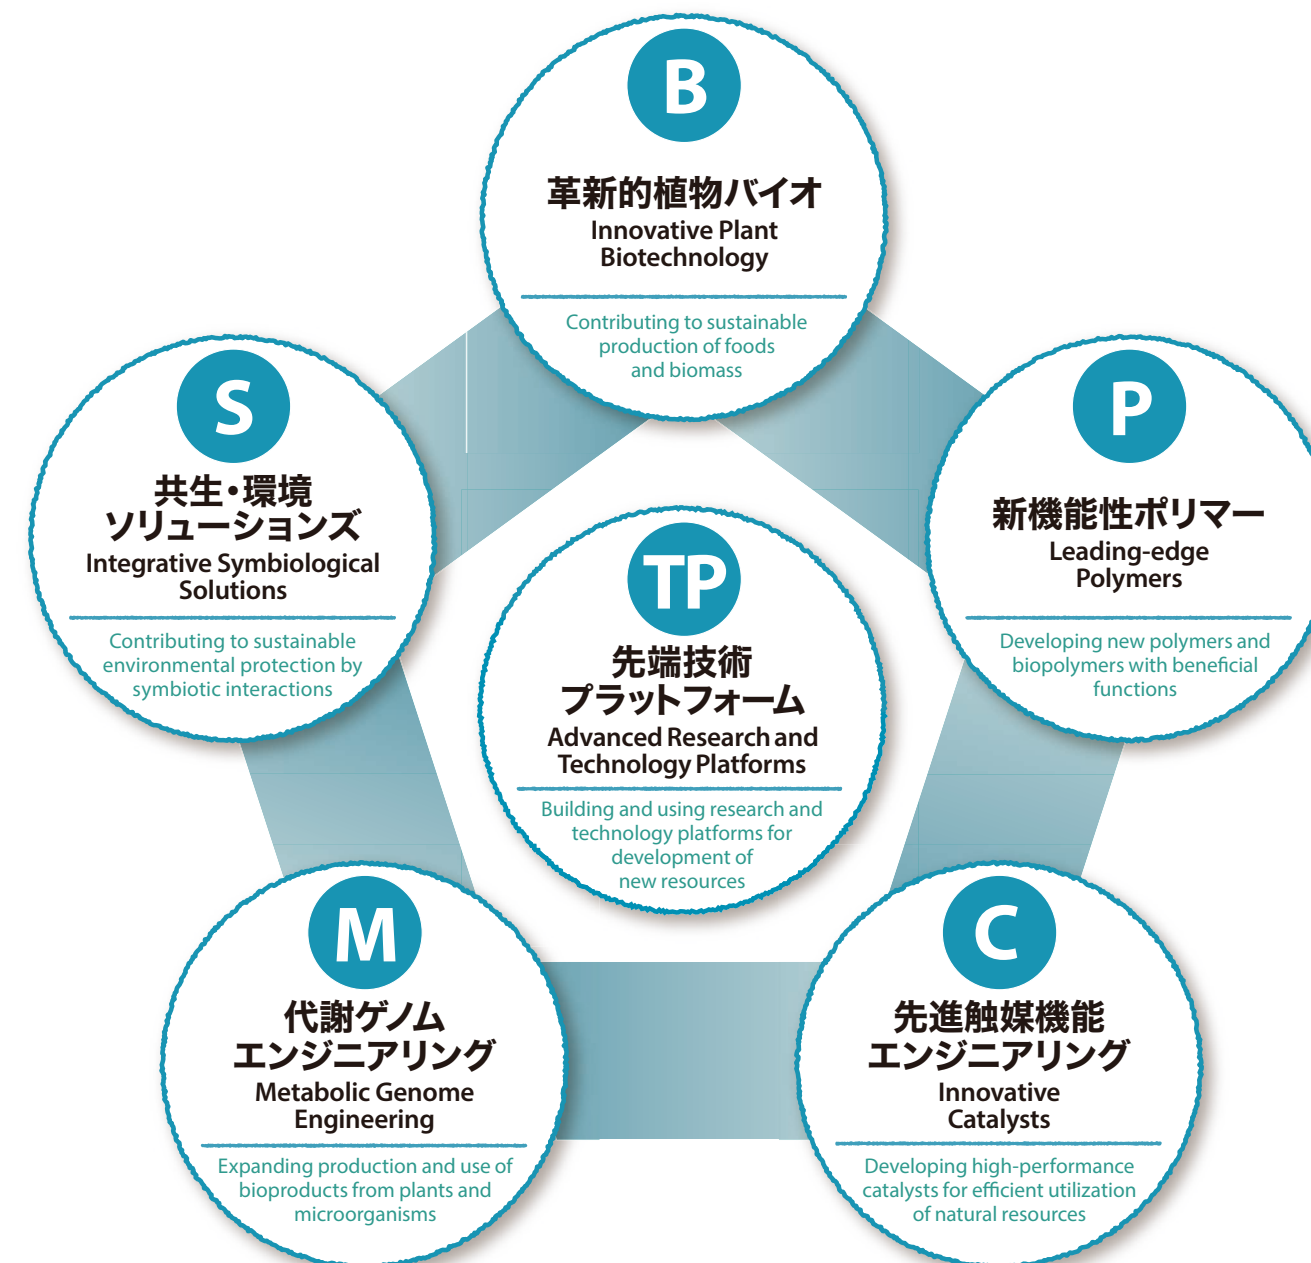 B
革新的植物バイオ
Innovative Plant
Biotechnology
Contributing to sustainable
production of foods
and biomass
S
共生・環境
ソリューションズ
Integrative Symbiological
Solutions
Contributing to sustainable
environmental protection by
symbiotic interactions
P
新機能性ポリマー
Leading-edge
Polymers
Developing new polymers and
biopolymers with beneficial
functions
TP
先端技術
プラットフォーム
Advanced Research and
Technology Platforms
Building and using research and
technology platforms for
development of
new resources
M
代謝ゲノム
エンジニアリング
Metabolic Genome
Engineering
Expanding production and use of
bioproducts from plants and
microorganisms
C
先進触媒機能
エンジニアリング
Innovative
Catalysts
Developing high-performance
catalysts for efficient utilization
of natural resources